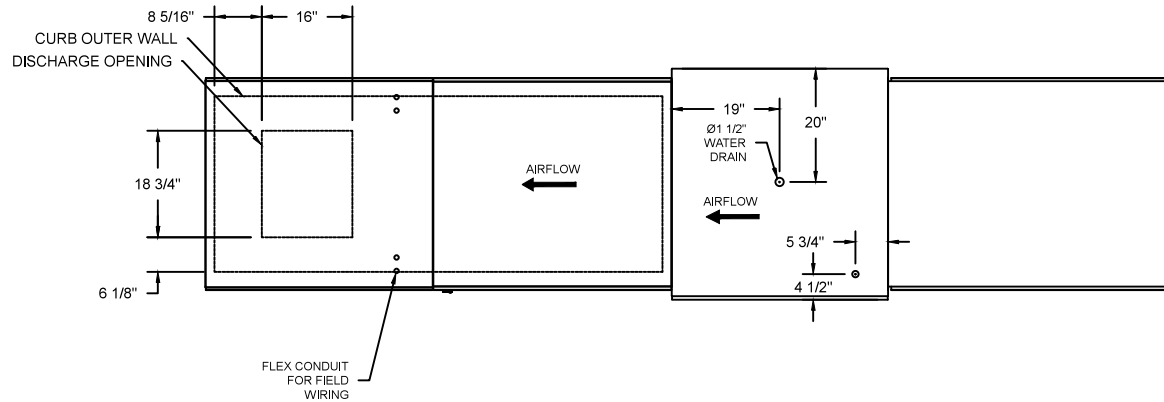 8 5/16"
16"
CURB OUTER WALL
DISCHARGE OPENING
19"
20"
Ø1 1/2"
WATER
DRAIN
18 3/4"
AIRFLOW
AIRFLOW
5 3/4"
4 1/2"
6 1/8"
FLEX CONDUIT
FOR FIELD
WIRING